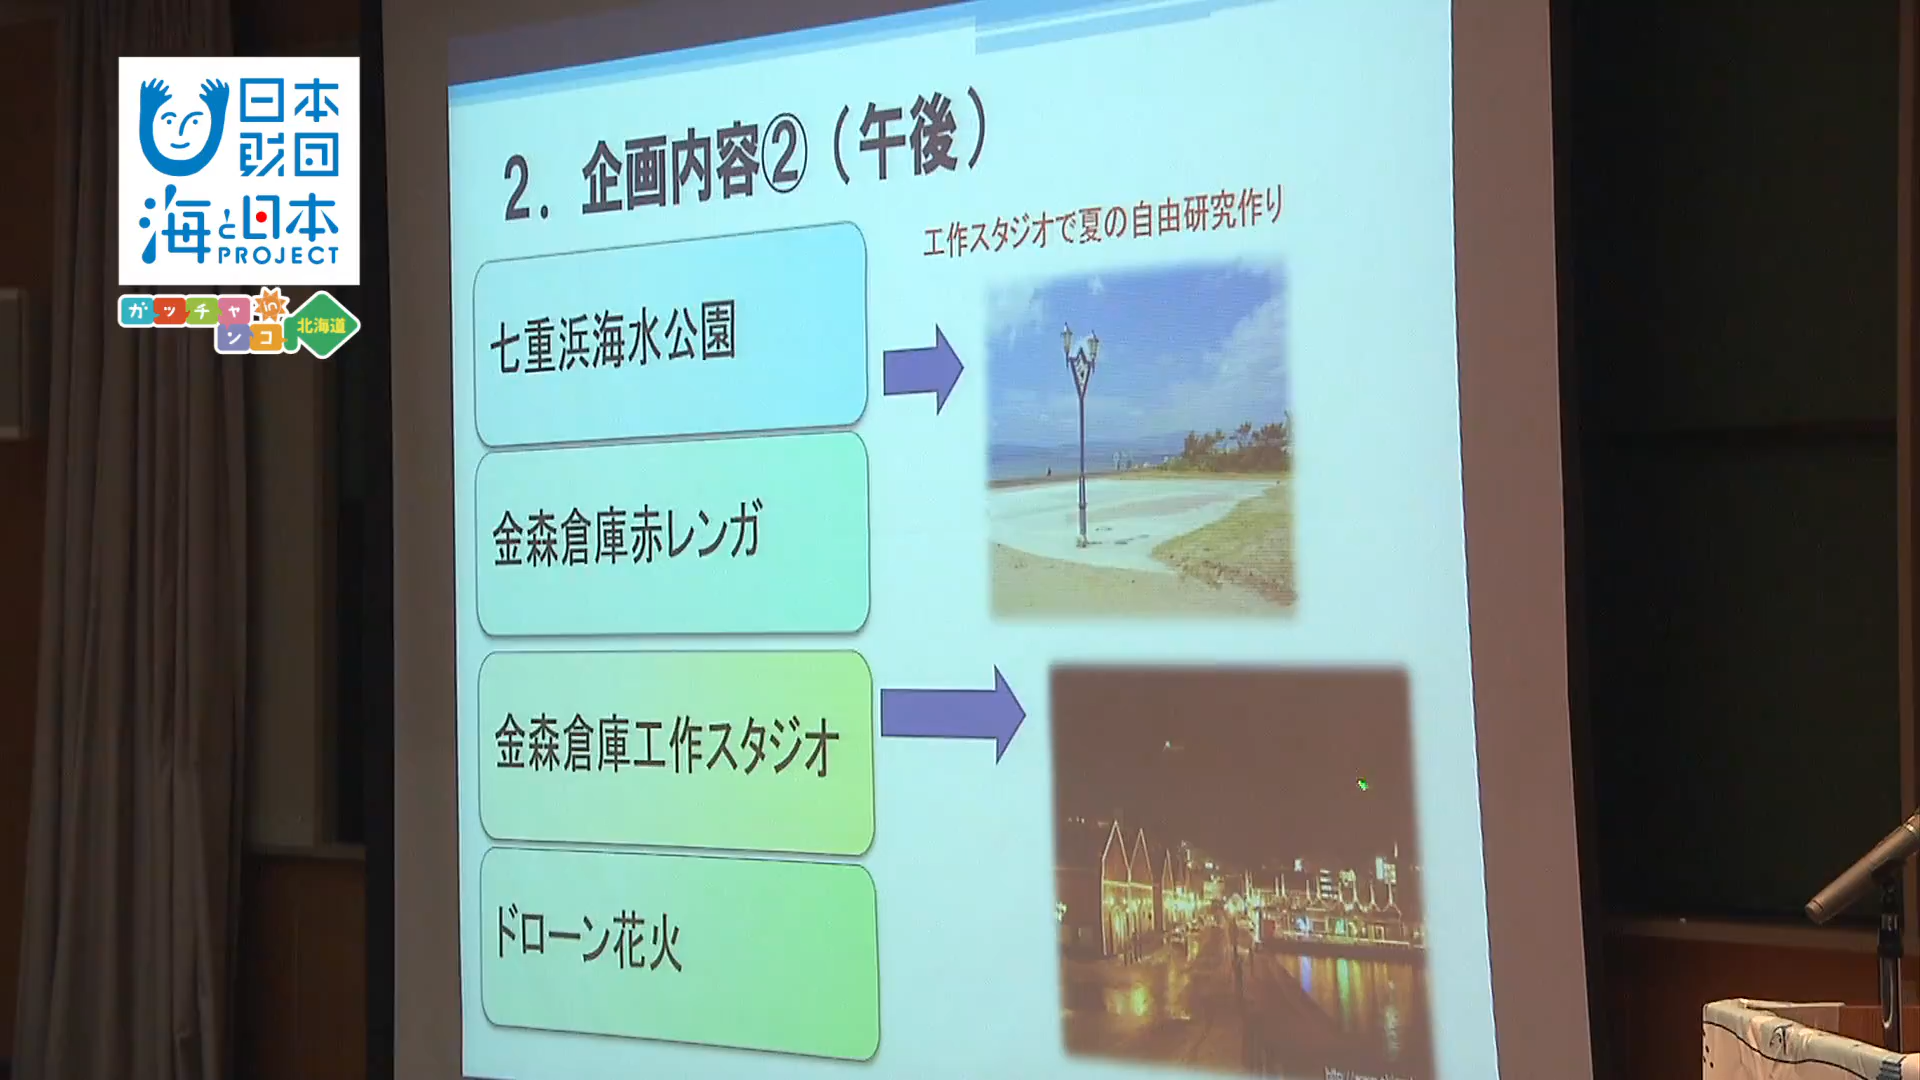 日本
財団
海と日本
PROJECT
ガッチャ
ンコ
in
北海道
2．企画内容②（午後）
工作スタジオで夏の自由研究作り
七重浜海水公園
金森倉庫赤レンガ
金森倉庫工作スタジオ
ドローン花火